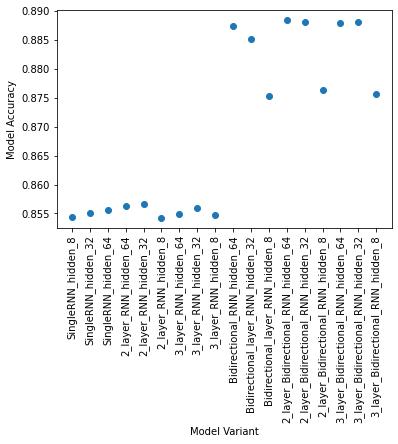 0.890
0.885
0.880
0.875
0.870
0.865
0.860
0.855
Model Accuracy
SingleRNN_hidden_8
SingleRNN_hidden_32
SingleRNN_hidden_64
2_layer_RNN_hidden_64
2_layer_RNN_hidden_32
2_layer_RNN_hidden_8
3_layer_RNN_hidden_64
3_layer_RNN_hidden_32
3_layer_RNN_hidden_8
Bidirectional_RNN_hidden_64
Bidirectional_layer_RNN_hidden_32
Bidirectional_layer_RNN_hidden_8
2_layer_Bidirectional_RNN_hidden_64
2_layer_Bidirectional_RNN_hidden_32
2_layer_Bidirectional_RNN_hidden_8
3_layer_Bidirectional_RNN_hidden_64
3_layer_Bidirectional_RNN_hidden_32
3_layer_Bidirectional_RNN_hidden_8
Model Variant